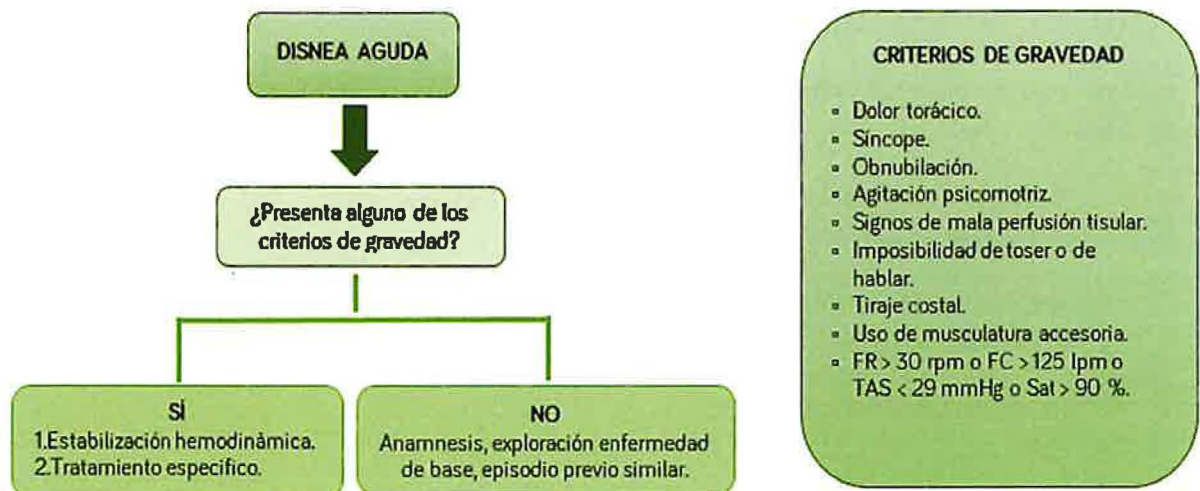 DISNEA AGUDA
¿Presenta alguno de los
criterios de gravedad?
SÍ
1.Estabilización hemodinàmica.
2.Tratamiento especifico.
NO
Anamnesis, exploración enfermedad
de base, episodio previo similar.
CRITERIOS DE GRAVEDAD
▫ Dolor torácico.
▫ Síncope.
▫ Obnubilación.
▫ Agitación psicomotriz.
▫ Signos de mala perfusión tisular.
▫ Imposibilidad de toser o de
hablar.
▫ Tiraje costal.
▫ Uso de musculatura accesoria.
▫ FR > 30 rpm o FC > 125 lpm o
TAS < 29 mmHg o Sat > 90 %.